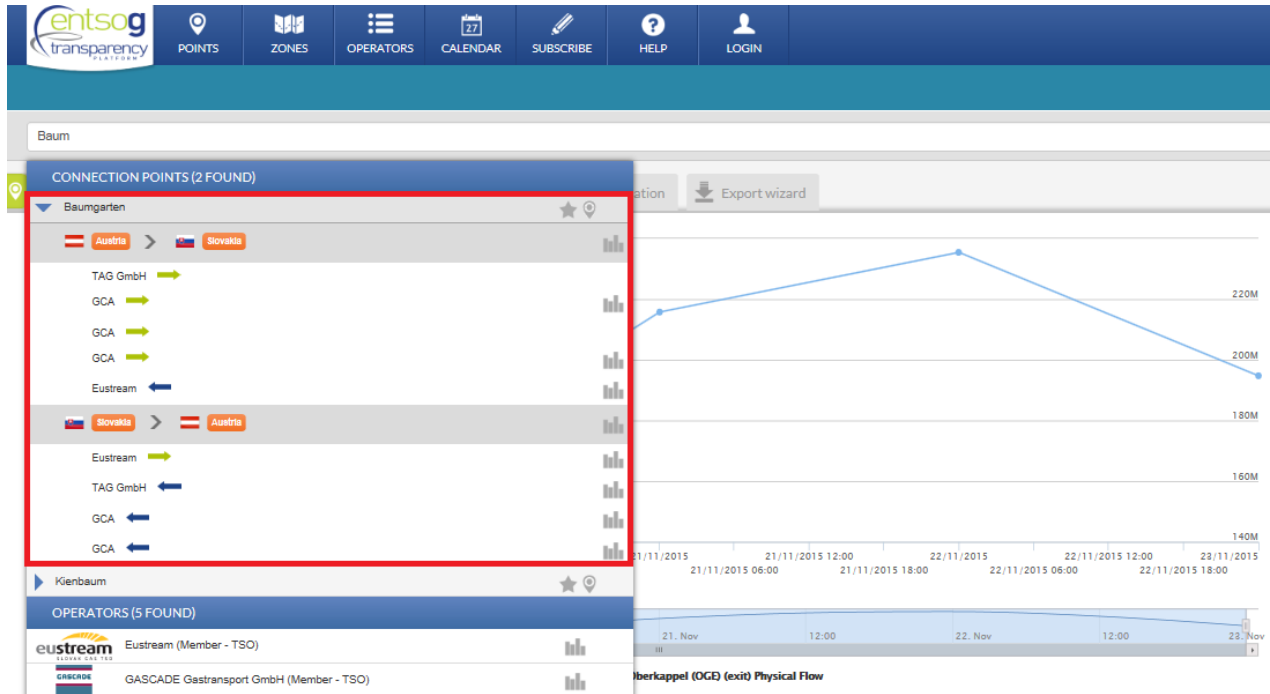 entsog
transparency
PLATFORM
POINTS
ZONES
OPERATORS
27
CALENDAR
SUBSCRIBE
?
HELP
LOGIN
Baum
CONNECTION POINTS (2 FOUND)
Baumgarten
Austria > Slovakia
TAG GmbH
GCA
GCA
GCA
Eustream
Slovakia > Austria
Eustream
TAG GmbH
GCA
GCA
Kienbaum
OPERATORS (5 FOUND)
eustream
SLOVAK GAS TSO
Eustream (Member - TSO)
GASCADE
GASCADE Gastransport GmbH (Member - TSO)
ation
Export wizard
220M
200M
180M
160M
140M
21/11/2015 21/11/2015 12:00 22/11/2015 22/11/2015 12:00 23/11/2015
21/11/2015 06:00 21/11/2015 18:00 22/11/2015 06:00 22/11/2015 18:00
21. Nov 12:00 22. Nov 12:00 23. Nov
Oberkappel (OGE) (exit) Physical Flow